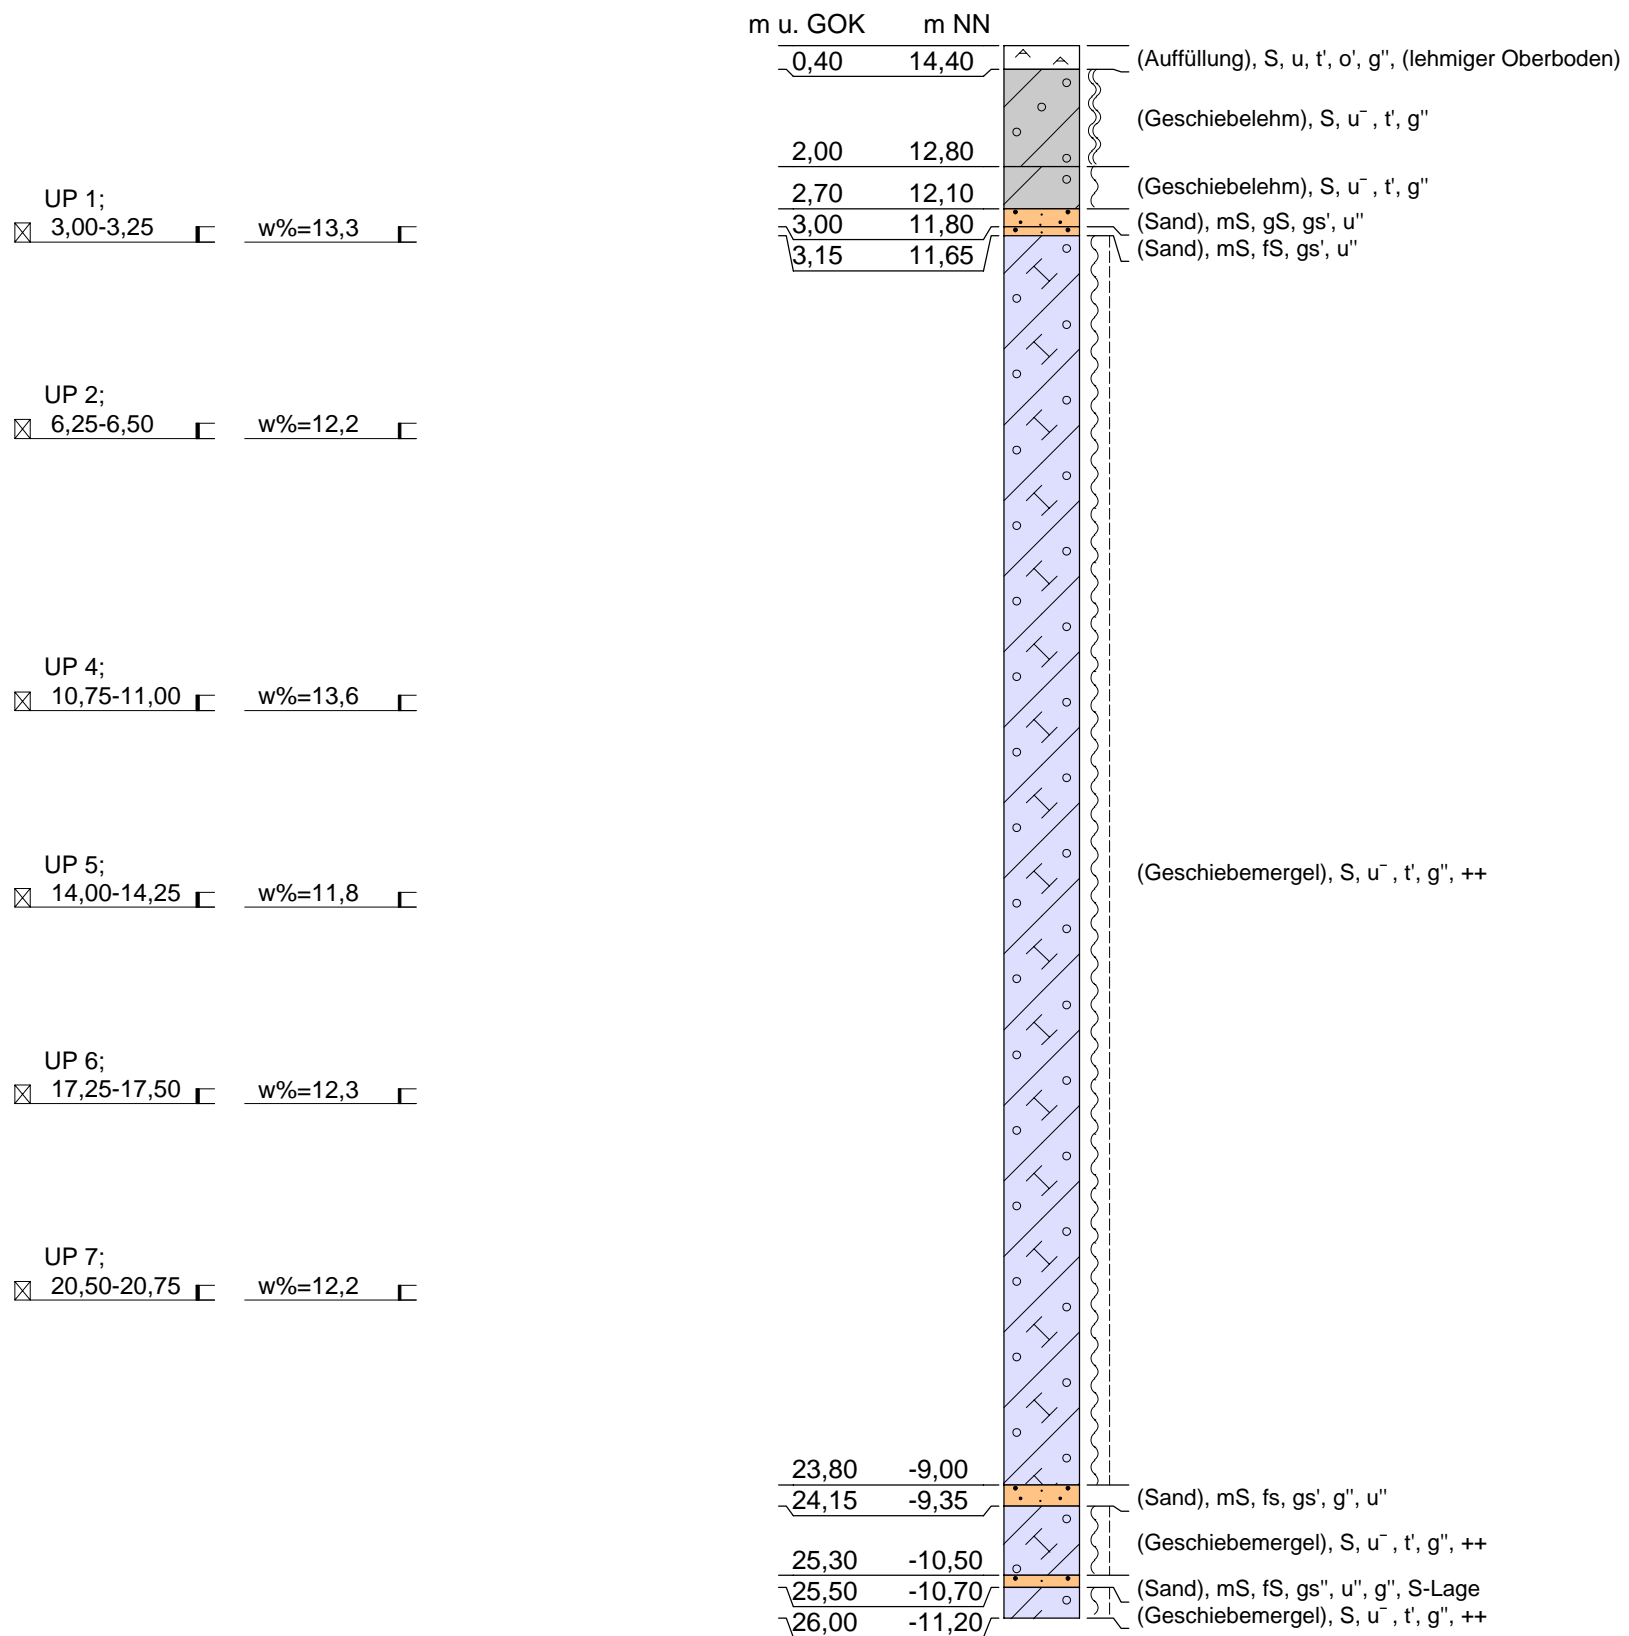 m u. GOK m NN
0,40 14,40 (Auffüllung), S, u, t', o', g'', (lehmiger Oberboden)
(Geschiebelehm), S, u¯ , t', g''
2,00 12,80
(Geschiebelehm), S, u¯ , t', g''
2,70 12,10
UP 1;
3,00-3,25 w%=13,3
3,00 11,80 (Sand), mS, gS, gs', u''
3,15 11,65 (Sand), mS, fS, gs', u''
UP 2;
6,25-6,50 w%=12,2
UP 4;
10,75-11,00 w%=13,6
UP 5;
14,00-14,25 w%=11,8
(Geschiebemergel), S, u¯ , t', g'', ++
UP 6;
17,25-17,50 w%=12,3
UP 7;
20,50-20,75 w%=12,2
23,80 -9,00
24,15 -9,35 (Sand), mS, fs, gs', g'', u''
(Geschiebemergel), S, u¯ , t', g'', ++
25,30 -10,50
25,50 -10,70 (Sand), mS, fS, gs'', u'', g'', S-Lage
26,00 -11,20 (Geschiebemergel), S, u¯ , t', g'', ++